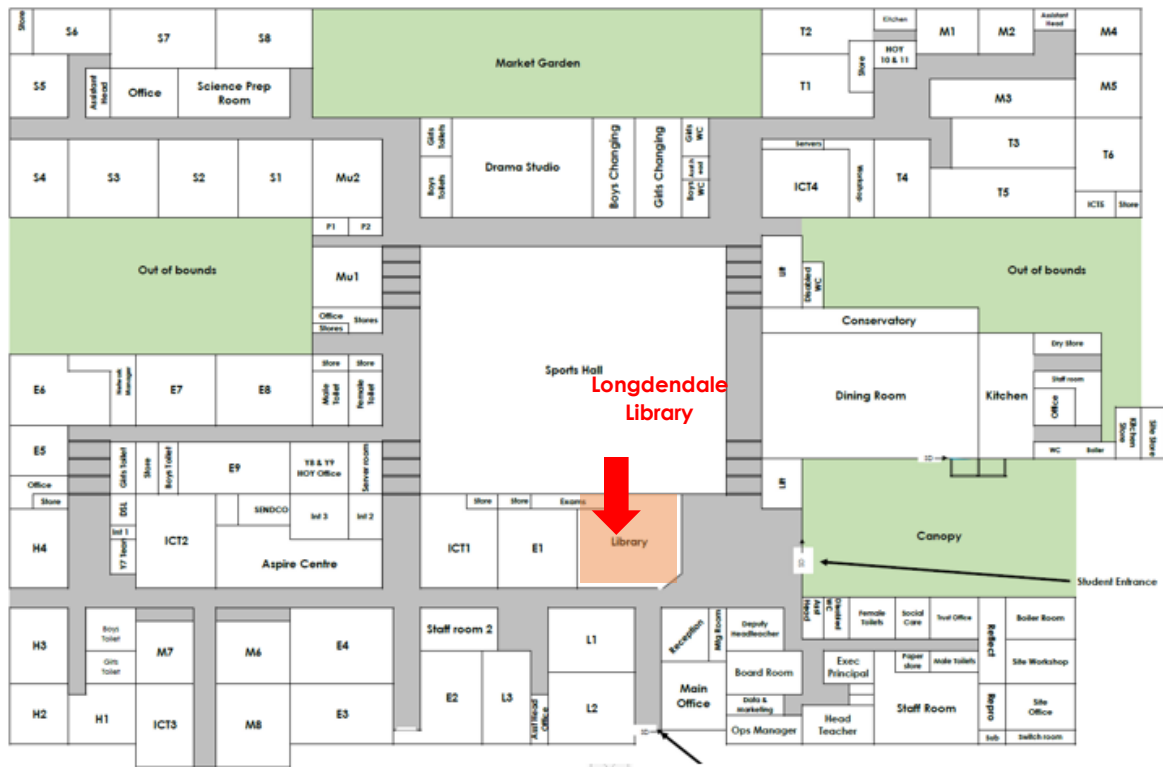 Store
S6
S7
S8
Market Garden
T2
Kitchen
M1
M2
Assistant
Head
M4
HOY
10 & 11
S5
Assistant
Head
Office
Science Prep
Room
T1
Store
M3
M5
Girls
Toilets
Boys
Toilets
Drama Studio
Boys Changing
Girls Changing
Girls
WC
Boys
WC
Servers
T3
T6
S4
S3
S2
S1
Mu2
ICT4
Workshop
T4
T5
ICT5
Store
P1
P2
Out of bounds
Mu1
Lift
Disabled
WC
Out of bounds
Office
Stores
Stores
Conservatory
Dry Store
Sports Hall
Longdendale
Library
E6
Network
Manager
E7
E8
Store
Store
Male
Toilet
Female
Toilet
Dining Room
Kitchen
Staff room
Office
Kitchen
Store
Site Store
E5
Girls Toilet
Store
Boys Toilet
E9
Y8 & Y9
HOY Office
Server room
WC
Boiler
Office
Store
Lift
DSL
SENDCO
Int 3
Int 2
Store
Store
Exams
H4
Int 1
Y7 Team
ICT2
Aspire Centre
ICT1
E1
Library
Canopy
Student Entrance
H3
Boys
Toilet
Girls
Toilet
M7
M6
E4
Staff room 2
L1
Reception
Mtg Room
Deputy
Headteacher
Asst
Head
Disabled
WC
Female
Toilets
Social
Care
Trust Office
Reflect
Boiler Room
Board Room
Exec
Principal
Paper
store
Male Toilets
Site Workshop
H2
H1
ICT3
M8
E3
E2
L3
Asst Head
Office
L2
Main
Office
Data &
marketing
Ops Manager
Head
Teacher
Staff Room
Repro
Site
Office
Switch room